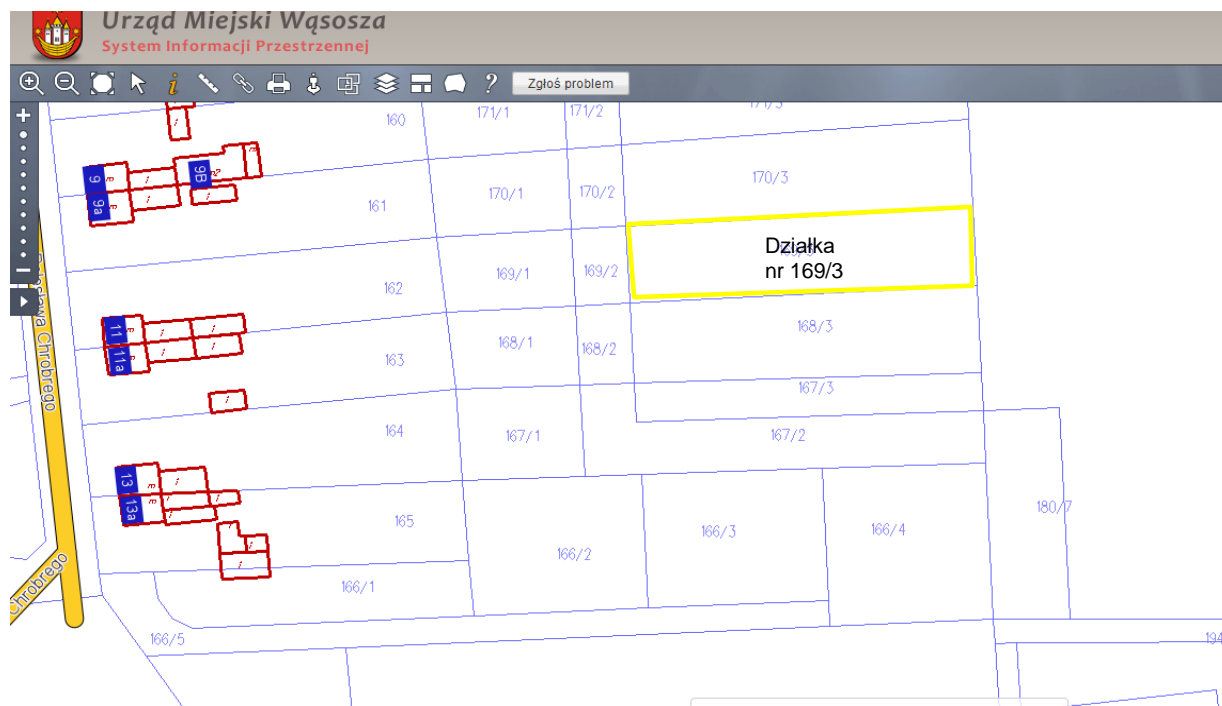 Urząd Miejski Wąsosza
System Informacji Przestrzennej
Zgłoś problem
160
171/1
171/2
171/3
9
m
i
9B
m2
9a
m
i
i
161
170/1
170/2
170/3
162
169/1
169/2
Działka
nr 169/3
11
m
i
i
11a
m
i
163
168/1
168/2
168/3
167/3
i
164
167/1
167/2
13
m
i
13a
m
i
i
i
165
166/2
166/3
166/4
180/7
i
i
i
166/1
166/5
194
Bolesława Chrobrego
Chrobrego